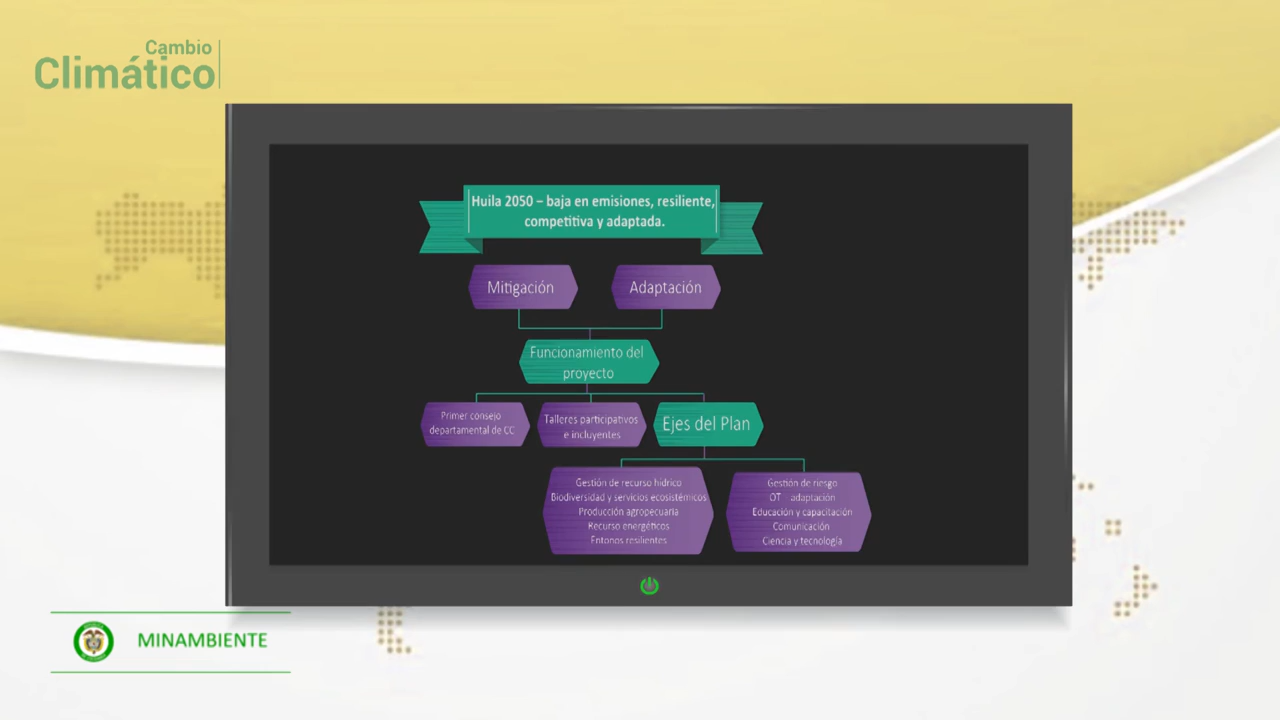 Cambio
Climático
Huila 2050 – baja en emisiones, resiliente,
competitiva y adaptada.
Mitigación
Adaptación
Funcionamiento del
proyecto
Primer consejo
departamental de CC
Talleres participativos
e incluyentes
Ejes del Plan
Gestión de recurso hídrico
Biodiversidad y servicios ecosistémicos
Producción agropecuaria
Recurso energéticos
Entonos resilientes
Gestión de riesgo
OT adaptación
Educación y capacitación
Comunicación
Ciencia y tecnología
MINAMBIENTE